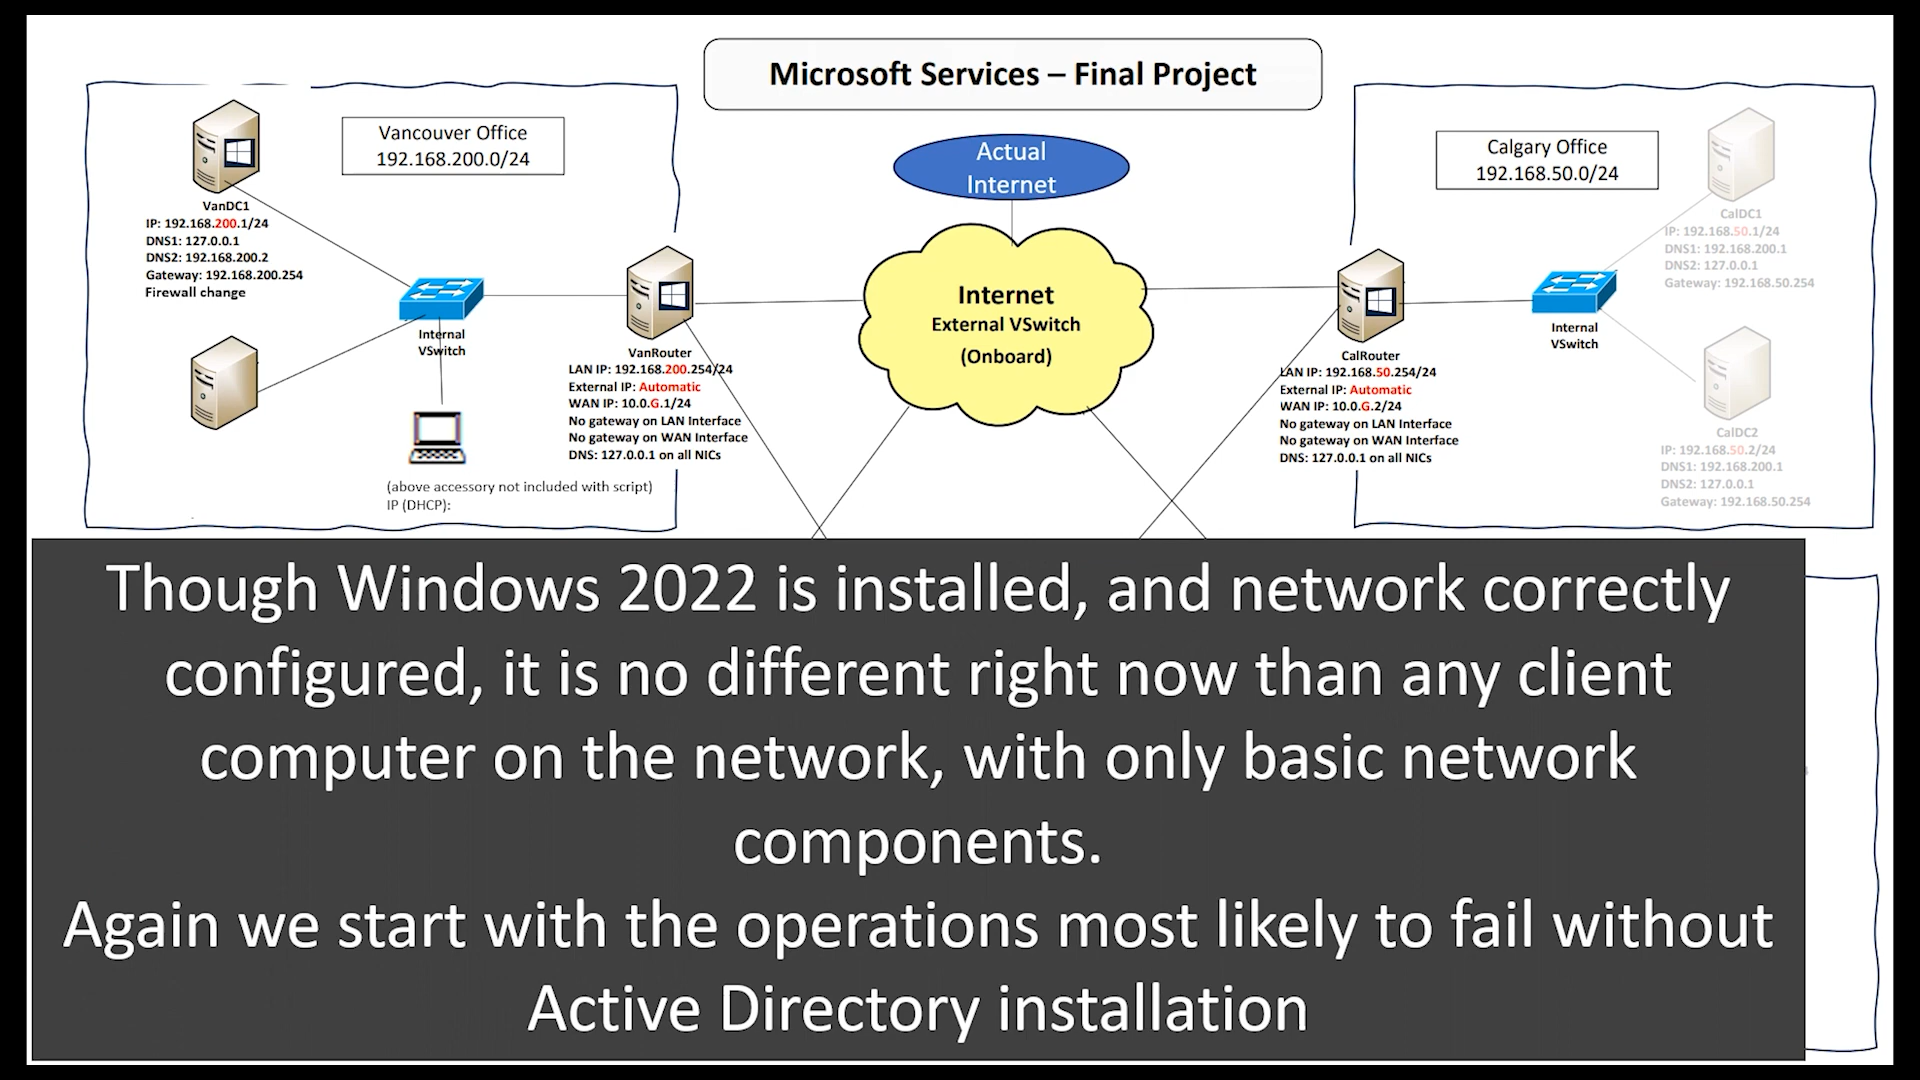 Microsoft Services – Final Project
Vancouver Office
192.168.200.0/24
VanDC1
IP: 192.168.200.1/24
DNS1: 127.0.0.1
DNS2: 192.168.200.2
Gateway: 192.168.200.254
Firewall change
Internal
VSwitch
(above accessory not included with script)
IP (DHCP):
VanRouter
LAN IP: 192.168.200.254/24
External IP: Automatic
WAN IP: 10.0.G.1/24
No gateway on LAN Interface
No gateway on WAN Interface
DNS: 127.0.0.1 on all NICs
Actual
Internet
Internet
External VSwitch
(Onboard)
Calgary Office
192.168.50.0/24
CalRouter
LAN IP: 192.168.50.254/24
External IP: Automatic
WAN IP: 10.0.G.2/24
No gateway on LAN Interface
No gateway on WAN Interface
DNS: 127.0.0.1 on all NICs
Internal
VSwitch
CalDC1
IP: 192.168.50.1/24
DNS1: 192.168.200.1
DNS2: 127.0.0.1
Gateway: 192.168.50.254
CalDC2
IP: 192.168.50.2/24
DNS1: 192.168.200.1
DNS2: 127.0.0.1
Gateway: 192.168.50.254
Though Windows 2022 is installed, and network correctly
configured, it is no different right now than any client
computer on the network, with only basic network
components.
Again we start with the operations most likely to fail without
Active Directory installation